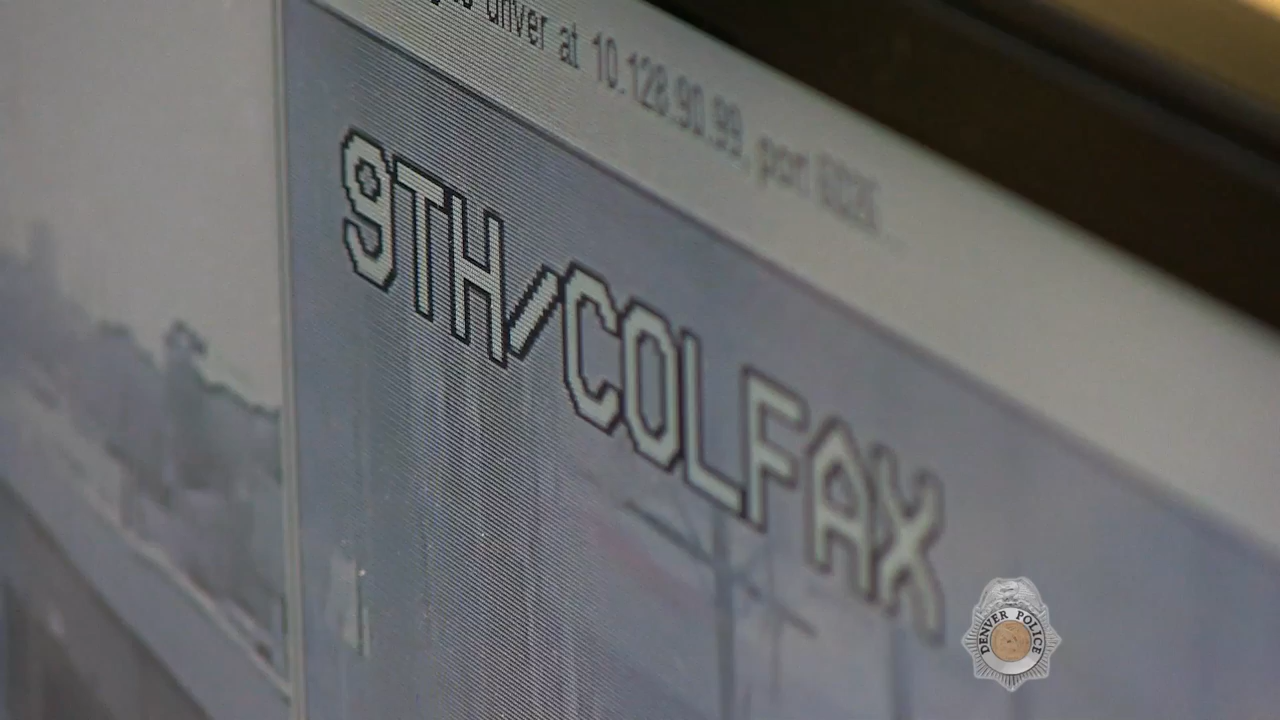 driver at 10.128.90.99, port
9TH/COLFAX
DENVER POLICE